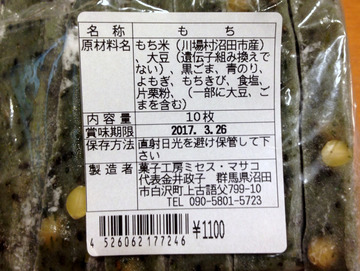 名称 もち
原材料名 もち米（川場村沼田市産）
、大豆（遺伝子組み換えで
ない）、黒ごま、青のり、
よもぎ、もちきび、食塩、
片栗粉、（一部に大豆、ご
まを含む）
内容量 10枚
賞味期限 2017. 3.26
保存方法 直射日光を避け保管して下
さい
製造者 菓子工房ミセス・マサコ
代表金井政子 群馬県沼田
市白沢町上古語父799-10
TEL 090-5801-5723
4 526062 177246
¥1100